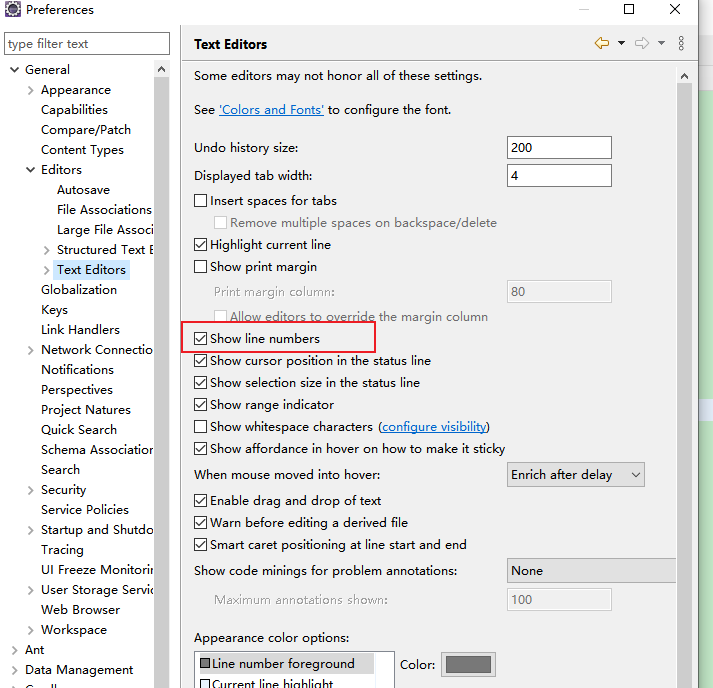 Preferences
type filter text
General
Appearance
Capabilities
Compare/Patch
Content Types
Editors
Autosave
File Associations
Large File Associ
Structured Text E
Text Editors
Globalization
Keys
Link Handlers
Network Connectio
Notifications
Perspectives
Project Natures
Quick Search
Schema Association
Search
Security
Service Policies
Startup and Shutdo
Tracing
UI Freeze Monitorin
User Storage Servic
Web Browser
Workspace
Ant
Data Management
Text Editors
Some editors may not honor all of these settings.
See 'Colors and Fonts' to configure the font.
Undo history size: 200
Displayed tab width: 4
Insert spaces for tabs
Remove multiple spaces on backspace/delete
Highlight current line
Show print margin
Print margin column: 80
Allow editors to override the margin column
Show line numbers
Show cursor position in the status line
Show selection size in the status line
Show range indicator
Show whitespace characters (configure visibility)
Show affordance in hover on how to make it sticky
When mouse moved into hover: Enrich after delay
Enable drag and drop of text
Warn before editing a derived file
Smart caret positioning at line start and end
Show code minings for problem annotations: None
Maximum annotations shown: 100
Appearance color options:
Line number foreground Color:
Current line highlight